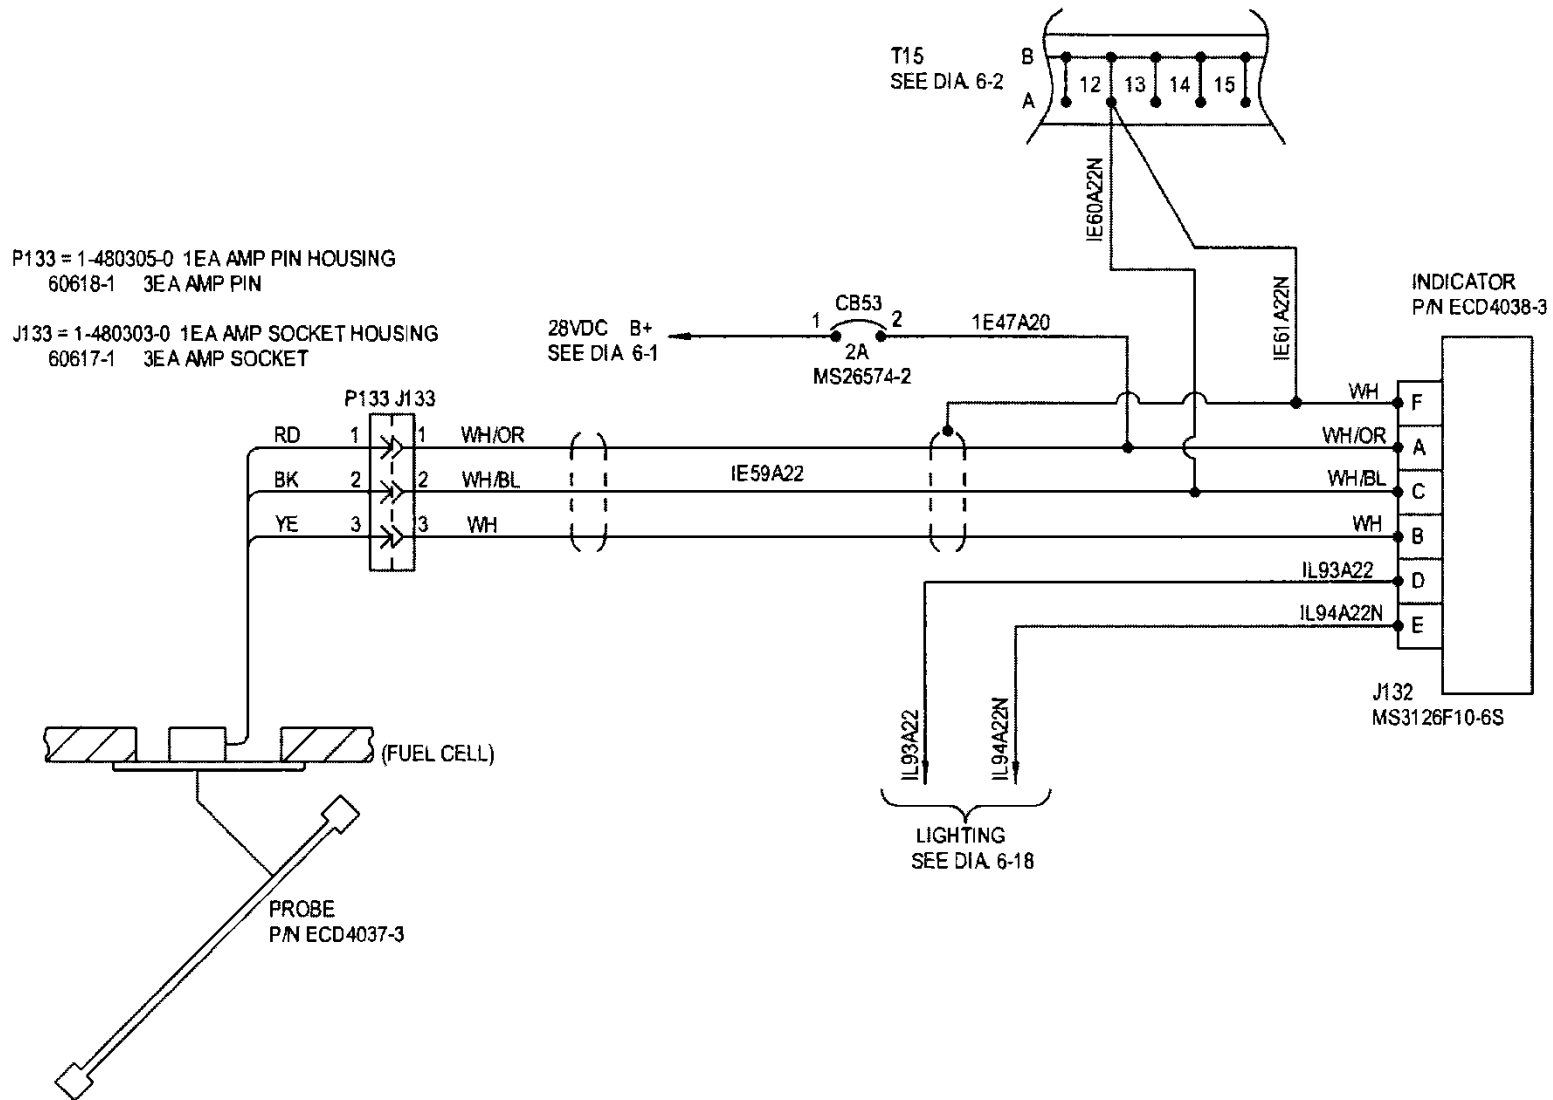 T15
SEE DIA. 6-2
B
A
12 13 14 15
IE60A22N
IE61A22N
P133 = 1-480305-0 1EA AMP PIN HOUSING
60618-1 3EA AMP PIN
J133 = 1-480303-0 1EA AMP SOCKET HOUSING
60617-1 3EA AMP SOCKET
28VDC B+
SEE DIA 6-1
CB53
1 2
2A
MS26574-2
1E47A20
INDICATOR
P/N ECD4038-3
P133 J133
RD 1 1 WH/OR
BK 2 2 WH/BL
YE 3 3 WH
IE59A22
WH F
WH/OR A
WH/BL C
WH B
IL93A22 D
IL94A22N E
J132
MS3126F10-6S
IL93A22
IL94A22N
LIGHTING
SEE DIA. 6-18
(FUEL CELL)
PROBE
P/N ECD4037-3